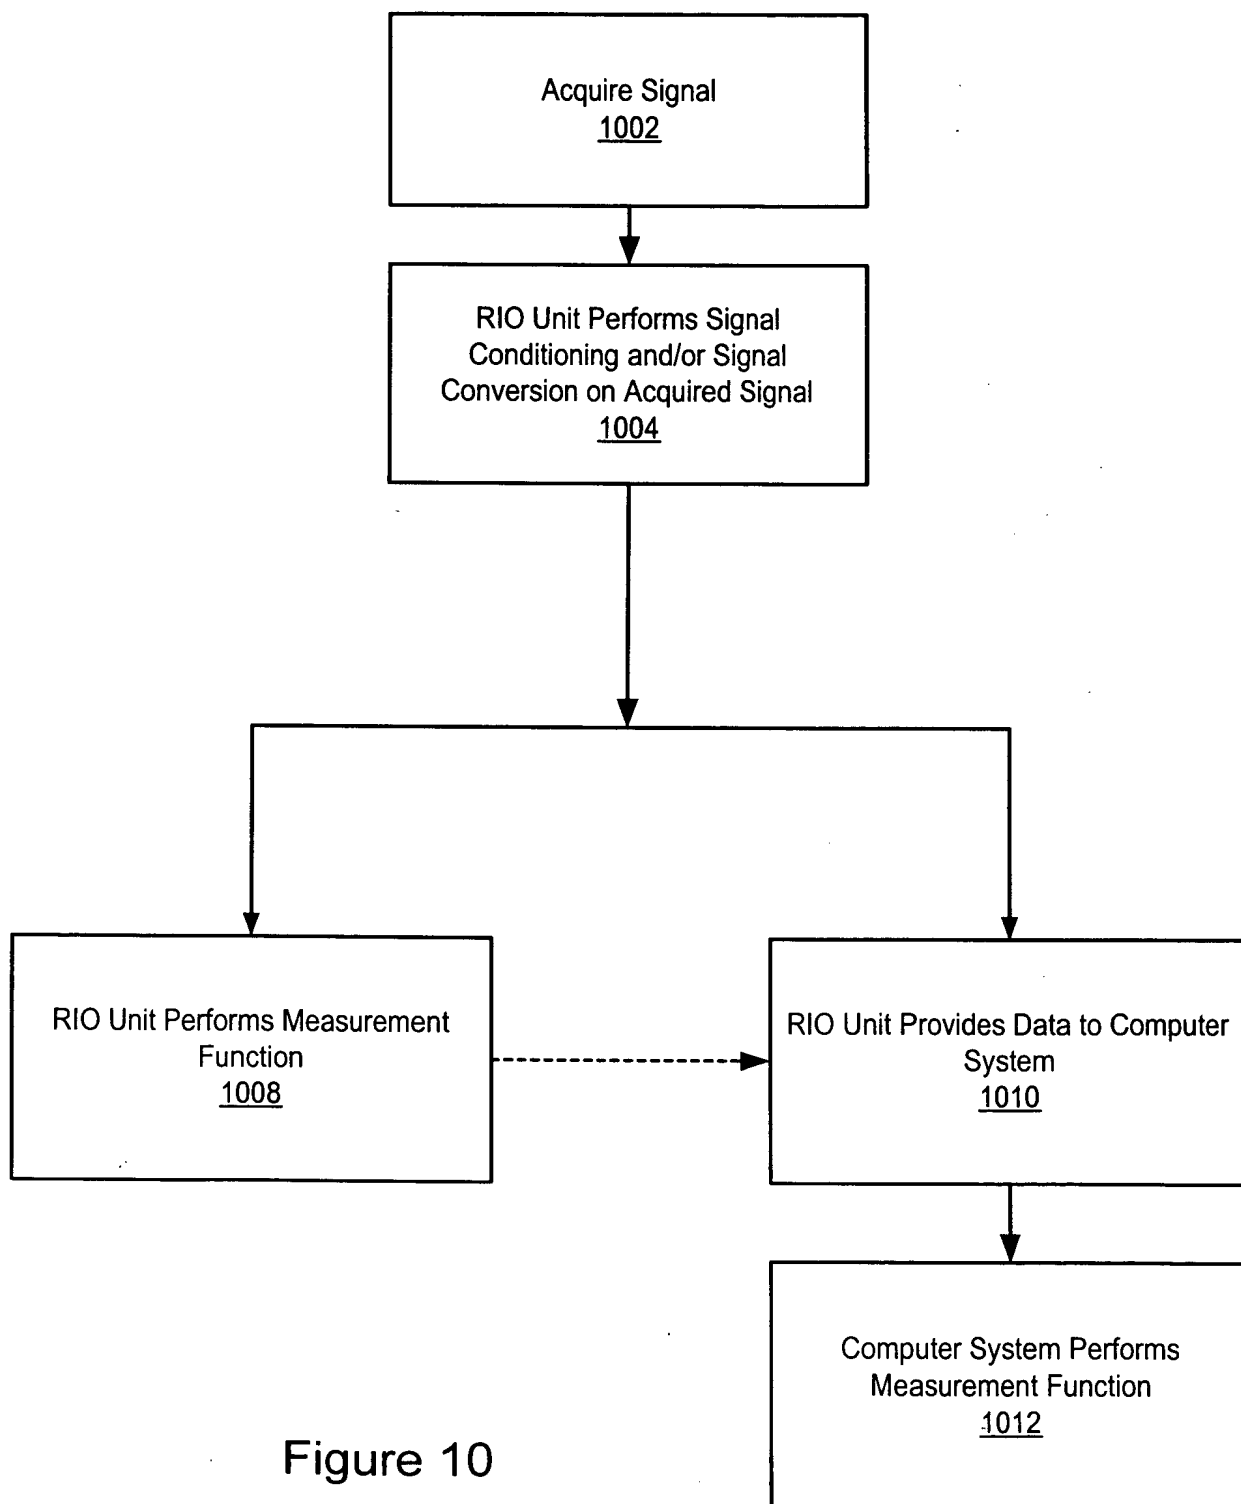 Acquire Signal
1002
RIO Unit Performs Signal
Conditioning and/or Signal
Conversion on Acquired Signal
1004
RIO Unit Performs Measurement
Function
1008
RIO Unit Provides Data to Computer
System
1010
Computer System Performs
Measurement Function
1012
Figure 10